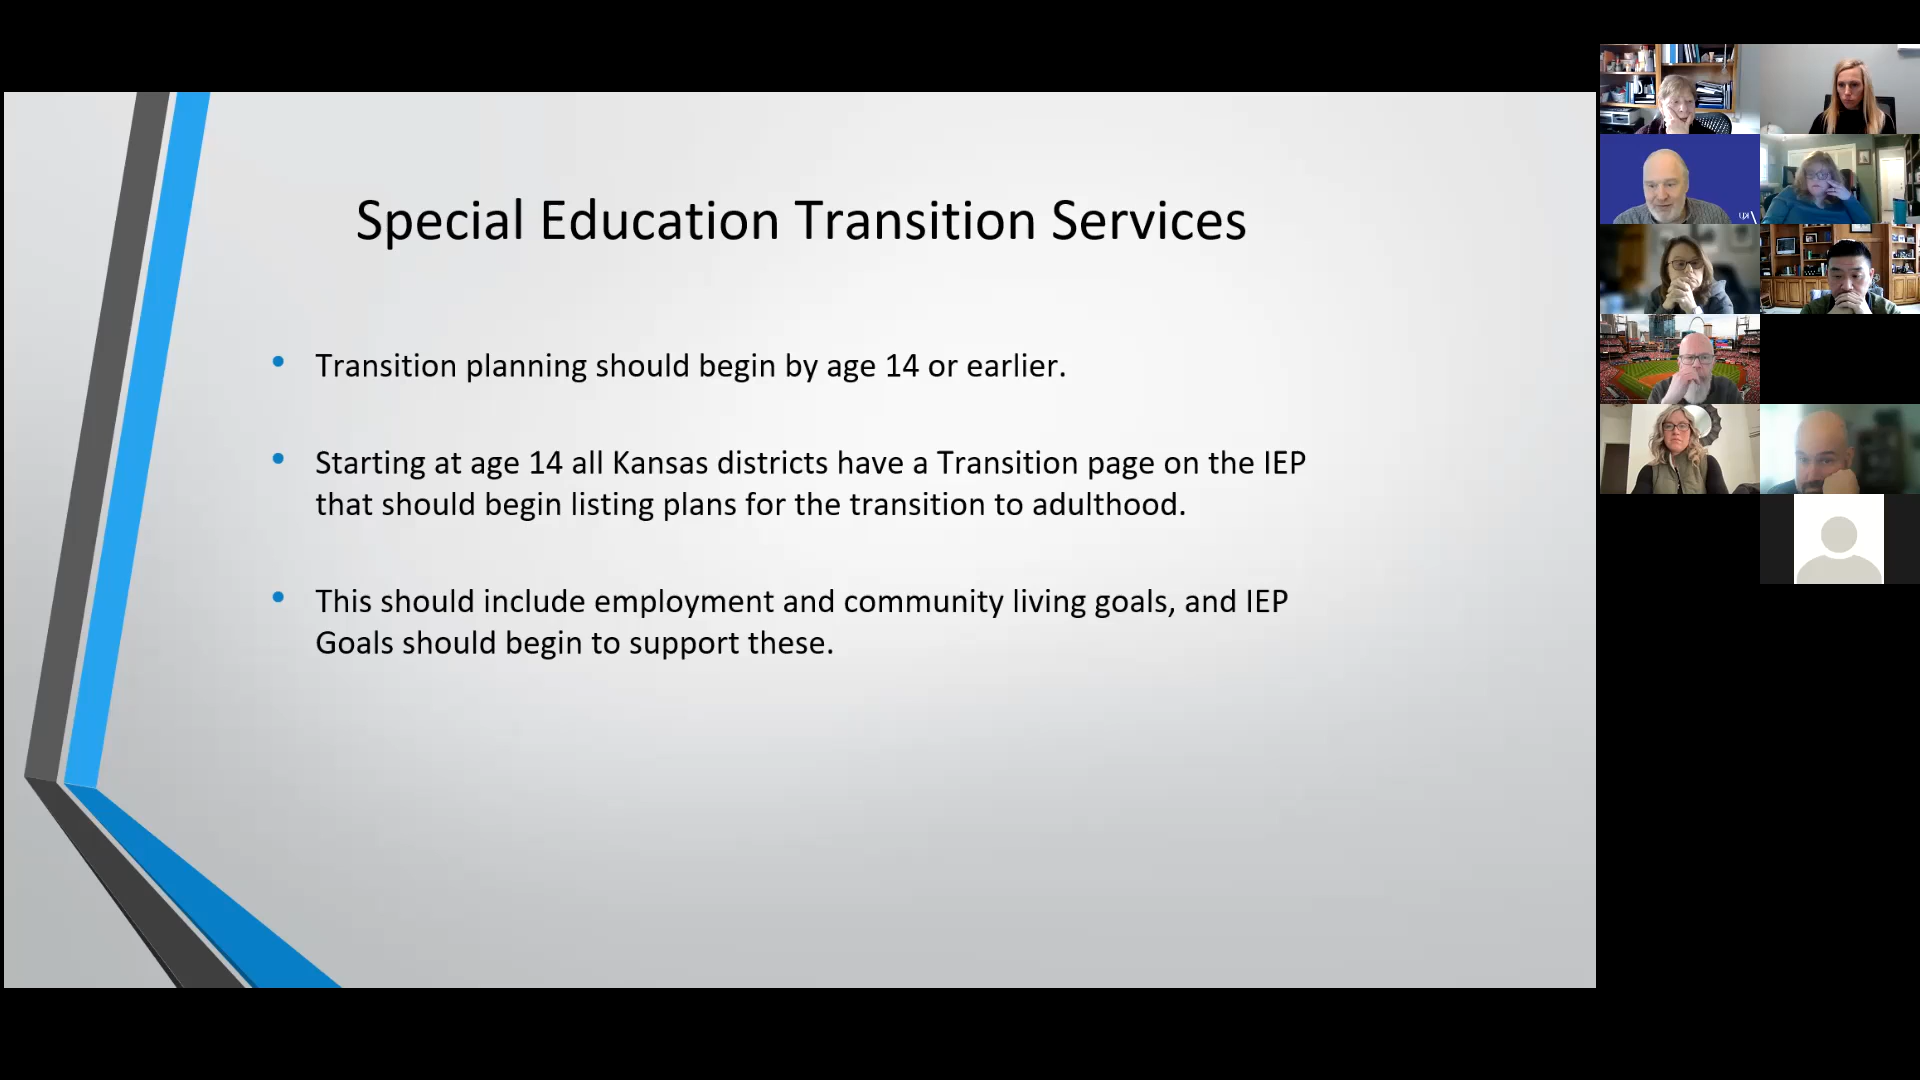 Special Education Transition Services
• Transition planning should begin by age 14 or earlier.
• Starting at age 14 all Kansas districts have a Transition page on the IEP
that should begin listing plans for the transition to adulthood.
• This should include employment and community living goals, and IEP
Goals should begin to support these.